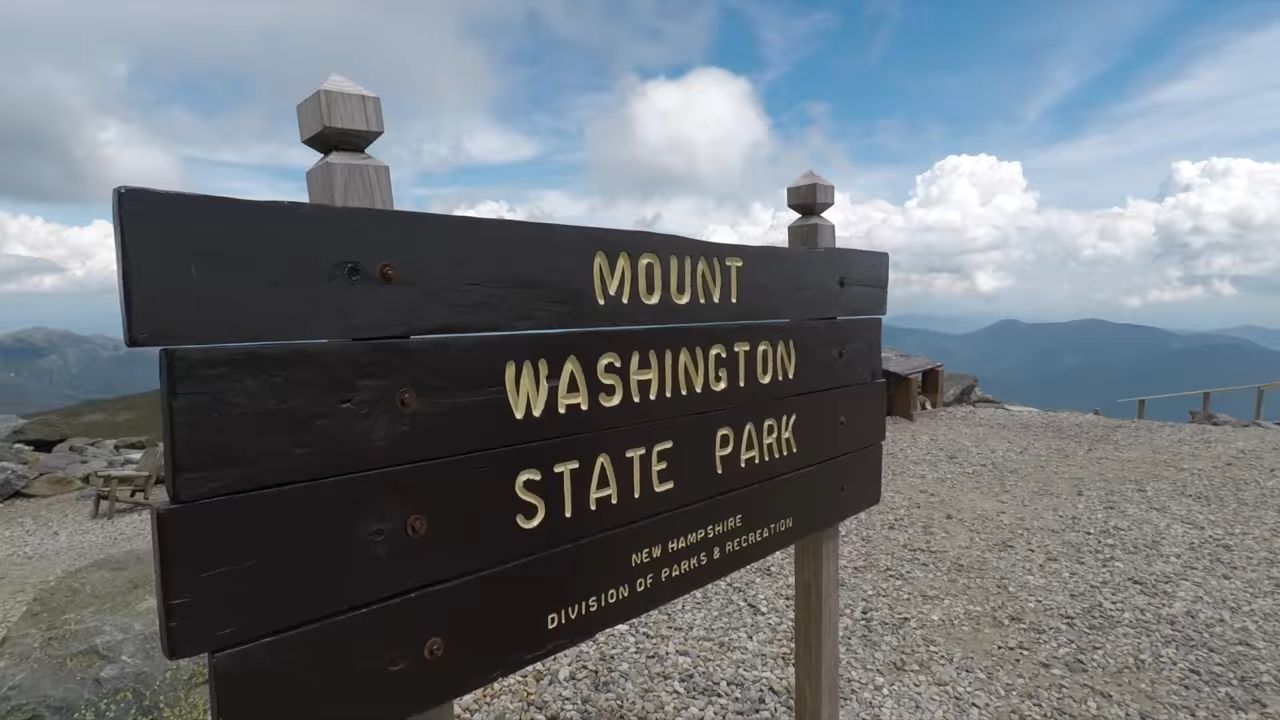 MOUNT
WASHINGTON
STATE PARK
NEW HAMPSHIRE
DIVISION OF PARKS & RECREATION